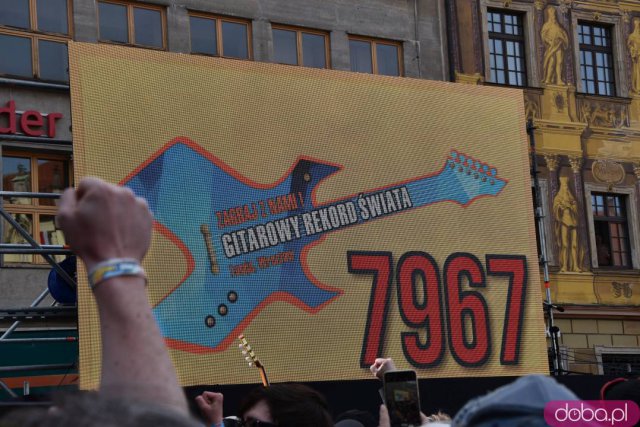 der
ZAGRAJ Z NAMI !
GITAROWY REKORD ŚWIATA
7967
doba.pl